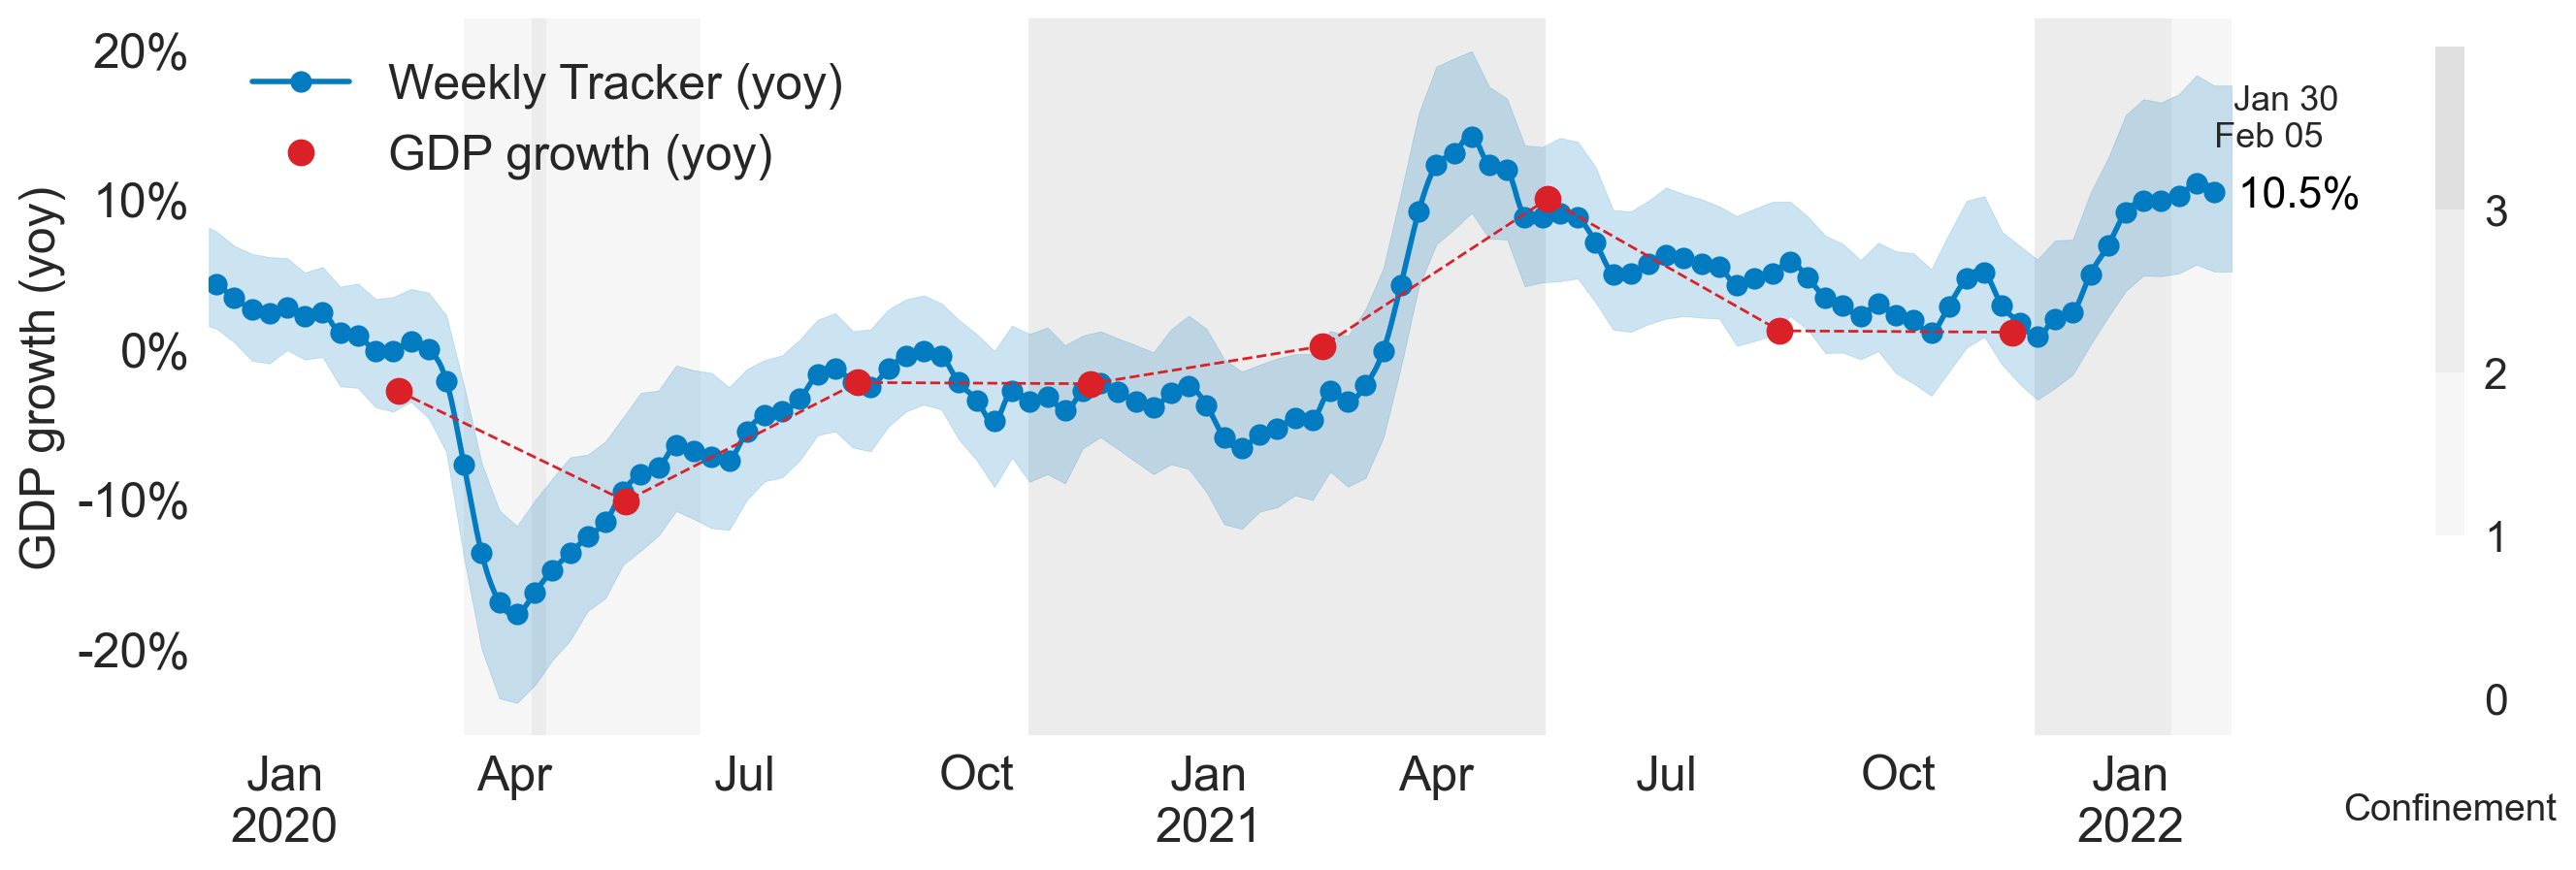 20%
10%
0%
-10%
-20%
GDP growth (yoy)
Weekly Tracker (yoy)
GDP growth (yoy)
Jan 30
Feb 05
10.5%
3
2
1
0
Confinement
Jan Apr Jul Oct Jan Apr Jul Oct Jan
2020 2021 2022